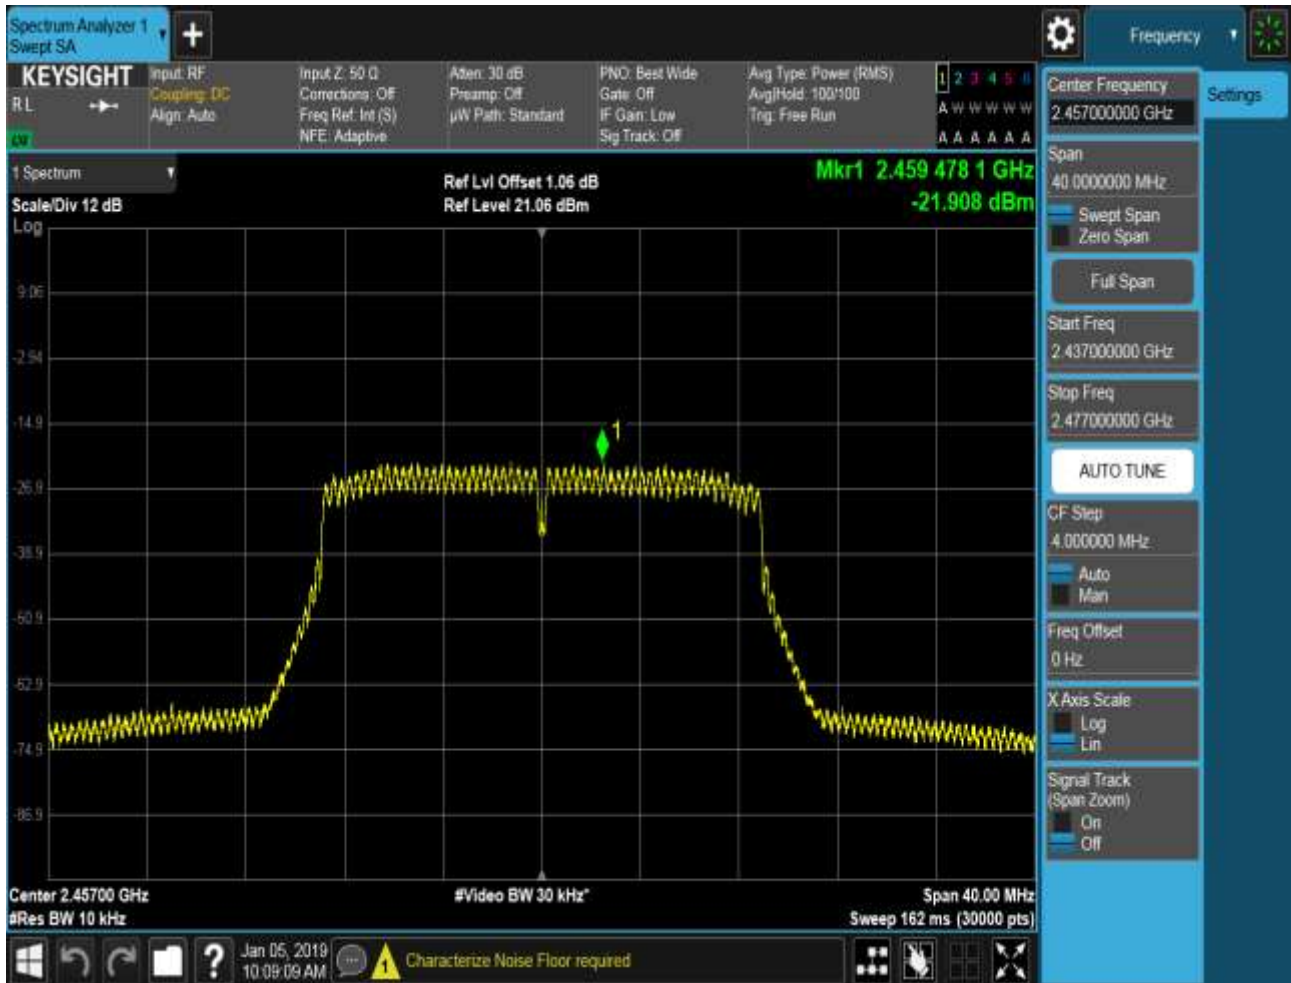 Spectrum Analyzer 1
Swept SA
+
Frequency
KEYSIGHT
R L
Input: RF
Coupling: DC
Align: Auto
Input Z: 50 Ω
Corrections: Off
Freq Ref: Int (S)
NFE: Adaptive
Atten: 30 dB
Preamp: Off
µW Path: Standard
PNO: Best Wide
Gate: Off
IF Gain: Low
Sig Track: Off
Avg Type: Power (RMS)
Avg|Hold: 100/100
Trig: Free Run
1 2 3 4 5 6
A W W W W W
A A A A A A
Center Frequency
2.457000000 GHz
Settings
Span
40.0000000 MHz
Swept Span
Zero Span
Full Span
Start Freq
2.437000000 GHz
Stop Freq
2.477000000 GHz
AUTO TUNE
CF Step
4.000000 MHz
Auto
Man
Freq Offset
0 Hz
X Axis Scale
Log
Lin
Signal Track
(Span Zoom)
On
Off
1 Spectrum
Scale/Div 12 dB
Log
Ref Lvl Offset 1.06 dB
Ref Level 21.06 dBm
Mkr1 2.459 478 1 GHz
-21.908 dBm
9.06
-2.94
-14.9
-26.9
-38.9
-50.9
-62.9
-74.9
-86.9
1
Center 2.45700 GHz
#Res BW 10 kHz
#Video BW 30 kHz*
Span 40.00 MHz
Sweep 162 ms (30000 pts)
?
Jan 05, 2019
10:09:09 AM
1
Characterize Noise Floor required